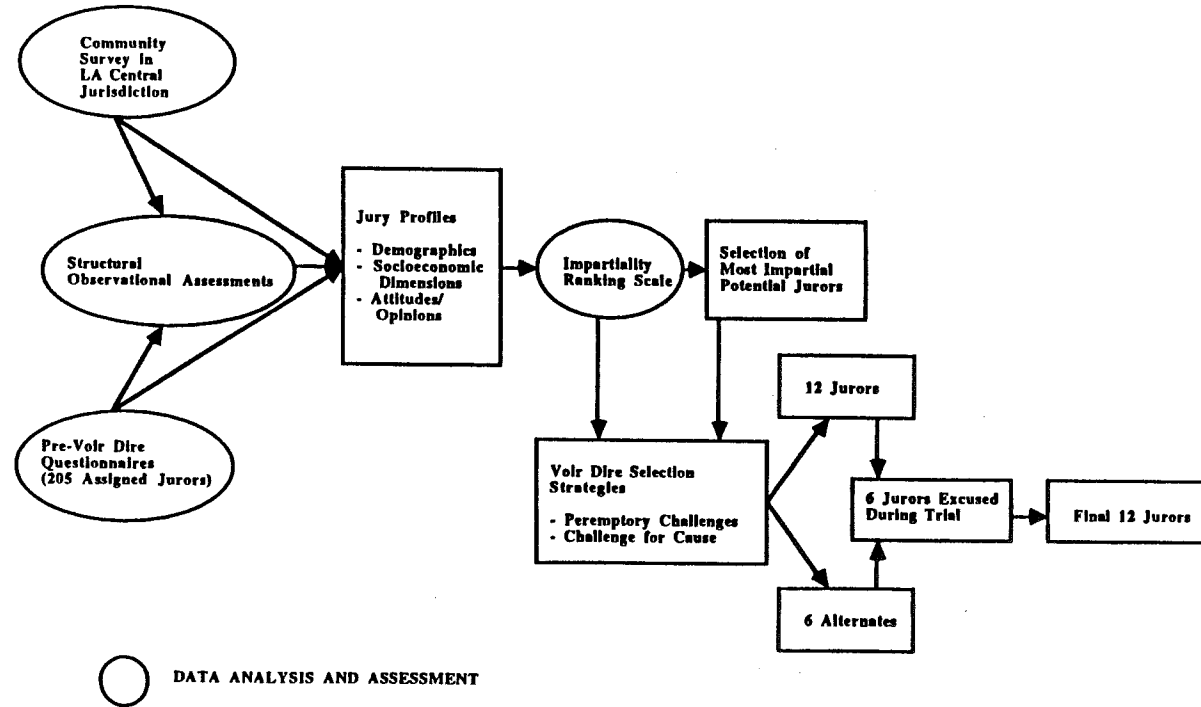 Community
Survey in
LA Central
Jurisdiction
Structural
Observational Assessments
Pre-Voir Dire
Questionnaires
(205 Assigned Jurors)
Jury Profiles
- Demographics
- Socioeconomic
Dimensions
- Attitudes/
Opinions
Impartiality
Ranking Scale
Selection of
Most Impartial
Potential Jurors
Voir Dire Selection
Strategies
- Peremptory Challenges
- Challenge for Cause
12 Jurors
6 Alternates
6 Jurors Excused
During Trial
Final 12 Jurors
DATA ANALYSIS AND ASSESSMENT